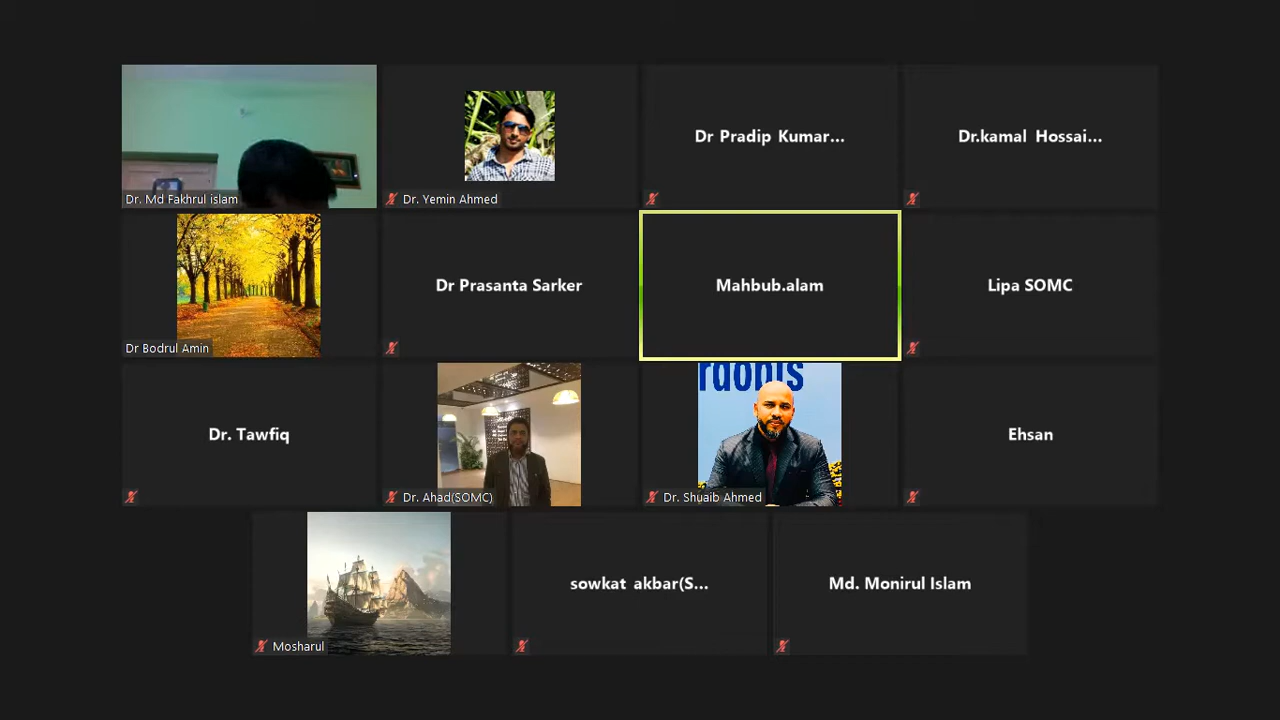 Dr. Md Fakhrul islam
Dr. Yemin Ahmed
Dr Pradip Kumar...
Dr.kamal Hossai...
Dr Bodrul Amin
Dr Prasanta Sarker
Mahbub.alam
Lipa SOMC
Dr. Tawfiq
Dr. Ahad(SOMC)
rdonts
Dr. Shuaib Ahmed
Ehsan
Mosharul
sowkat akbar(S...
Md. Monirul Islam